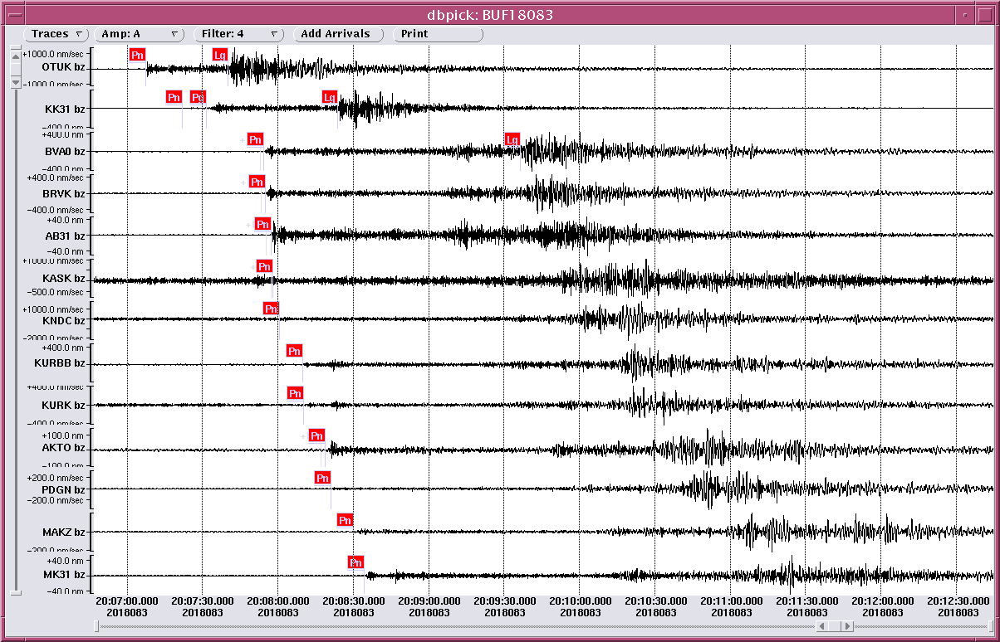 dbpick: BUF18083
Traces Amp: A Filter: 4 Add Arrivals Print
+1000.0 nm/sec Pn Lg
OTUK bz
−1000.0 nm/sec
Pn Pg Lg
KK31 bz
−400.0 nm
+400.0 nm Pn Lg
BVA0 bz
−400.0 nm
+400.0 nm/sec Pn
BRVK bz
−400.0 nm/sec
+40.0 nm Pn
AB31 bz
−40.0 nm
+1000.0 nm/sec Pn
KASK bz
−500.0 nm/sec
+1000.0 nm/sec Pn
KNDC bz
−2000.0 nm/sec
+400.0 nm Pn
KURBB bz
+400.0 nm/sec Pn
KURK bz
−400.0 nm/sec
+100.0 nm Pn
AKTO bz
−100.0 nm
+200.0 nm/sec Pn
PDGN bz
−200.0 nm/sec
Pn
MAKZ bz
−200.0 nm/sec
+40.0 nm Pn
MK31 bz
−40.0 nm
20:07:00.000 20:07:30.000 20:08:00.000 20:08:30.000 20:09:00.000 20:09:30.000 20:10:00.000 20:10:30.000 20:11:00.000 20:11:30.000 20:12:00.000 20:12:30.000
2018083 2018083 2018083 2018083 2018083 2018083 2018083 2018083 2018083 2018083 2018083 2018083